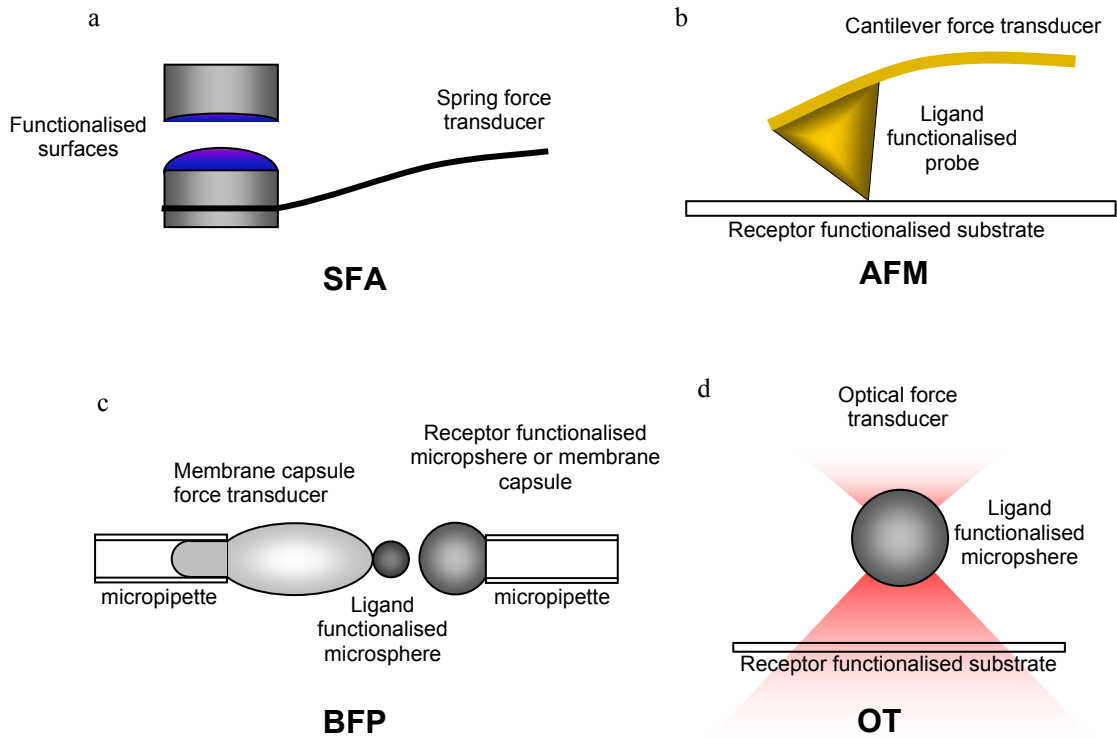 a
Functionalised
surfaces
Spring force
transducer
SFA
b
Cantilever force transducer
Ligand
functionalised
probe
Receptor functionalised substrate
AFM
c
Membrane capsule
force transducer
Receptor functionalised
micropshere or membrane
capsule
micropipette
Ligand
functionalised
microsphere
micropipette
BFP
d
Optical force
transducer
Ligand
functionalised
micropshere
Receptor functionalised substrate
OT